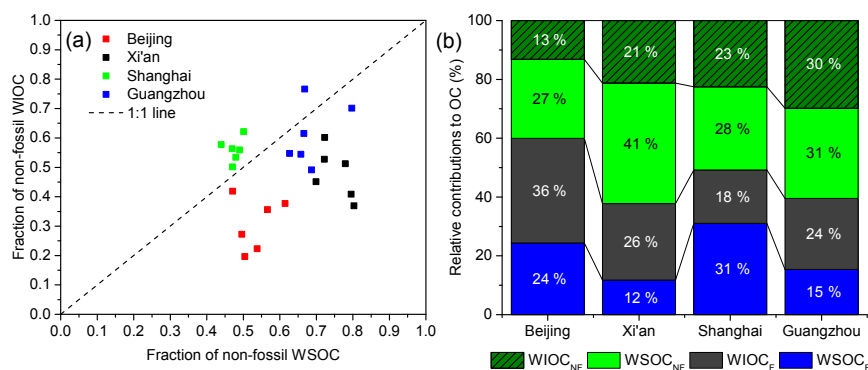 (a)
Beijing
Xi'an
Shanghai
Guangzhou
1:1 line
Fraction of non-fossil WIOC
1.0
0.9
0.8
0.7
0.6
0.5
0.4
0.3
0.2
0.1
0.0
0.0 0.1 0.2 0.3 0.4 0.5 0.6 0.7 0.8 0.9 1.0
Fraction of non-fossil WSOC
(b)
Relative contributions to OC (%)
100
80
60
40
20
0
13 % 21 % 23 % 30 %
27 % 41 % 28 % 31 %
36 % 26 % 18 % 24 %
24 % 12 % 31 % 15 %
Beijing Xi'an Shanghai Guangzhou
WIOC_NF WSOC_NF WIOC_F WSOC_F